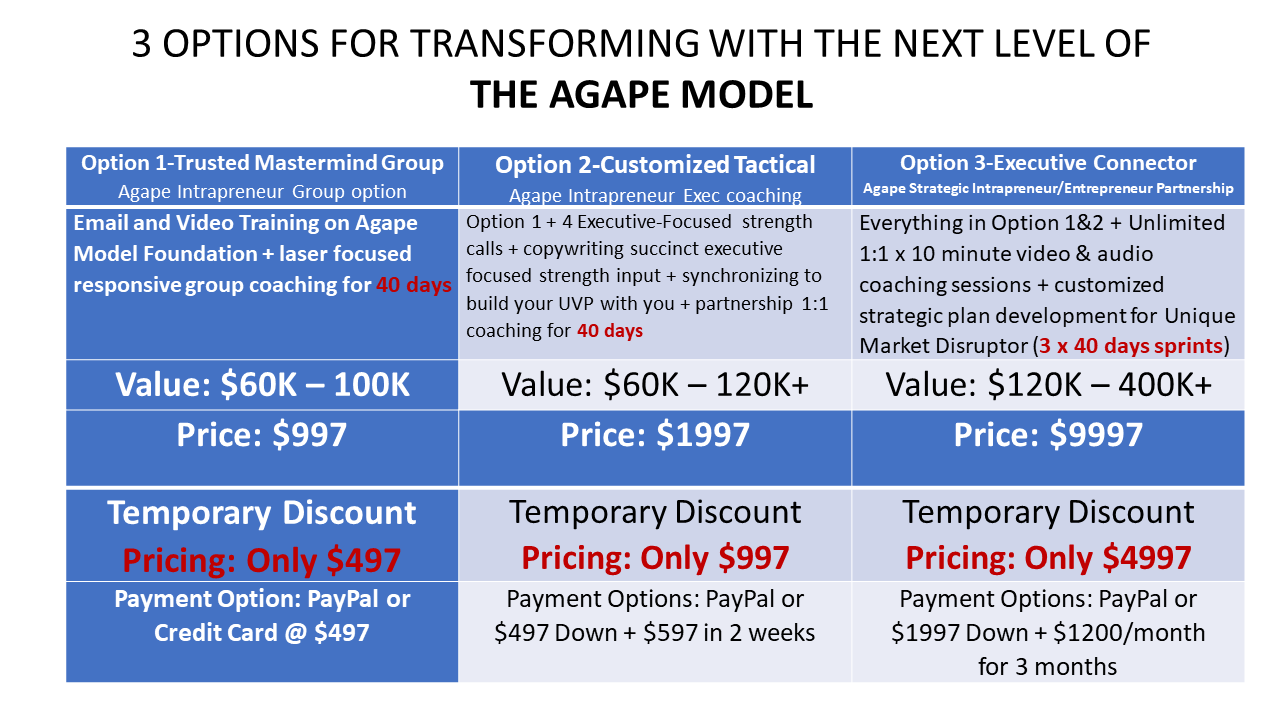 3 OPTIONS FOR TRANSFORMING WITH THE NEXT LEVEL OF
THE AGAPE MODEL
Option 1-Trusted Mastermind Group
Agape Intrapreneur Group option
Option 2-Customized Tactical
Agape Intrapreneur Exec coaching
Option 3-Executive Connector
Agape Strategic Intrapreneur/Entrepreneur Partnership
Email and Video Training on Agape
Model Foundation + laser focused
responsive group coaching for 40 days
Option 1 + 4 Executive-Focused strength
calls + copywriting succinct executive
focused strength input + synchronizing to
build your UVP with you + partnership 1:1
coaching for 40 days
Everything in Option 1&2 + Unlimited
1:1 x 10 minute video & audio
coaching sessions + customized
strategic plan development for Unique
Market Disruptor (3 x 40 days sprints)
Value: $60K – 100K
Value: $60K – 120K+
Value: $120K – 400K+
Price: $997
Price: $1997
Price: $9997
Temporary Discount
Pricing: Only $497
Temporary Discount
Pricing: Only $997
Temporary Discount
Pricing: Only $4997
Payment Option: PayPal or
Credit Card @ $497
Payment Options: PayPal or
$497 Down + $597 in 2 weeks
Payment Options: PayPal or
$1997 Down + $1200/month
for 3 months